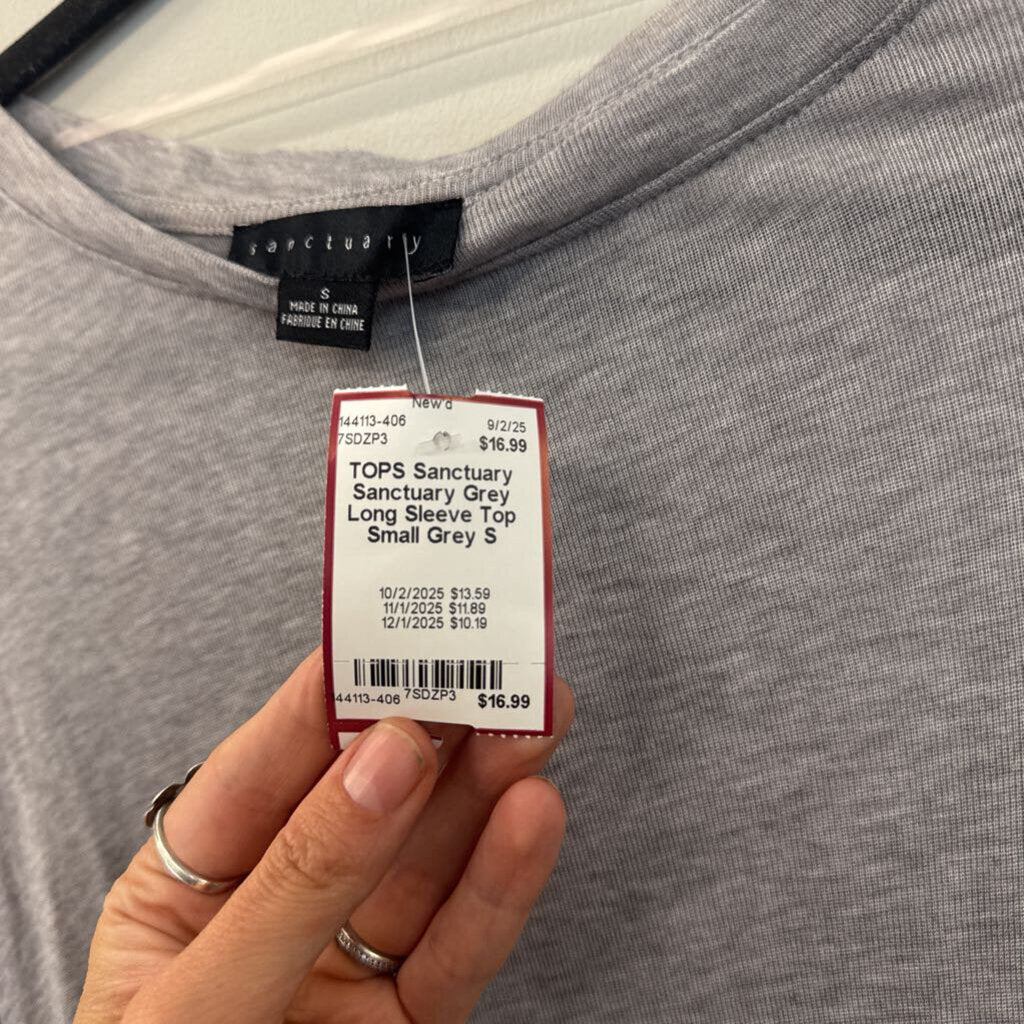 sanctuary
S
MADE IN CHINA
FABRIQUÉ EN CHINE
New'd
144113-406 9/2/25
7SDZP3 $16.99
TOPS Sanctuary
Sanctuary Grey
Long Sleeve Top
Small Grey S
10/2/2025 $13.59
11/1/2025 $11.89
12/1/2025 $10.19
44113-406 7SDZP3 $16.99